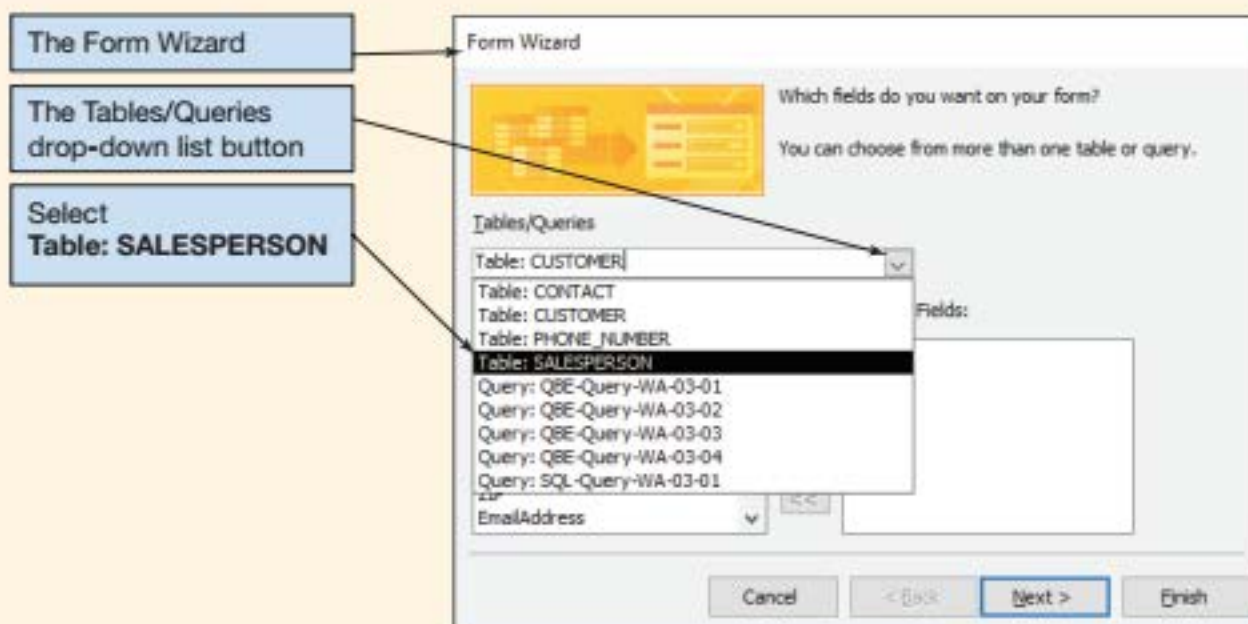 The Form Wizard
The Tables/Queries
drop-down list button
Select
Table: SALESPERSON
Form Wizard
Which fields do you want on your form?
You can choose from more than one table or query.
Tables/Queries
Table: CUSTOMER
Table: CONTACT
Table: CUSTOMER
Table: PHONE_NUMBER
Table: SALESPERSON
Query: QBE-Query-WA-03-01
Query: QBE-Query-WA-03-02
Query: QBE-Query-WA-03-03
Query: QBE-Query-WA-03-04
Query: SQL-Query-WA-03-01
Fields:
ZIP
EmailAddress
<<
Cancel
< Back
Next >
Finish